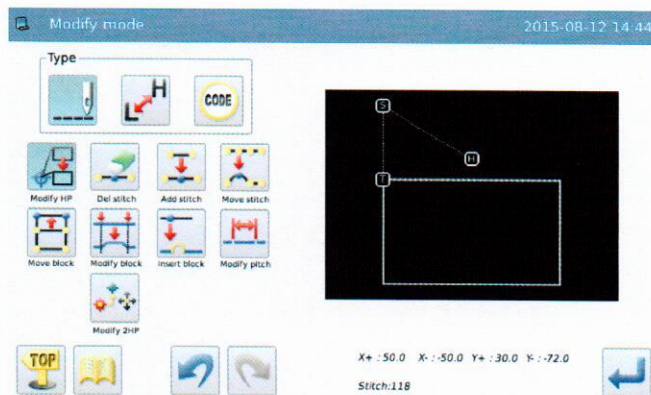 Modify mode 2015-08-12 14:44
Type
L H CODE
Modify HP Del stitch Add stitch Move stitch
Move block Modify block Insert block Modify pitch
Modify 2HP
S
H
T
TOP
X+ :50.0 X- :-50.0 Y+ :30.0 Y- :-72.0
Stitch:118